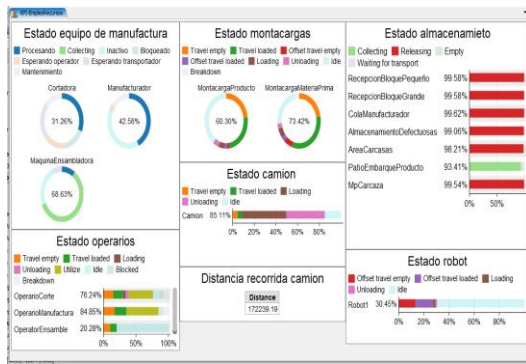 Estado equipo de manufactura
Procesando Collecting Inactivo Bloqueado
Esperando operador Esperando transportador
Mantenimiento
Cortadora
31.26%
Manufacturador
42.58%
MaquinaEnsambladora
68.63%
Estado operarios
Travel empty Travel loaded Loading
Unloading Utilize Idle Blocked
Breakdown
OperarioCorte 76.24%
OperarioManufactura 84.85%
OperatorEnsamble 20.28%
0% 50% 100%
Estado montacargas
Travel empty Travel loaded Offset travel empty
Offset travel loaded Loading Unloading Idle
Breakdown
MontacargaProducto
60.30%
MontacargaMateriaPrima
73.42%
Estado camion
Travel empty Travel loaded Loading
Unloading Idle
Camion 85.11%
0% 20% 40% 60% 80%
Distancia recorrida camion
Distance
172239.19
Estado almacenamieto
Collecting Releasing Empty
Waiting for transport
RecepcionBloquePequeño 99.58%
RecepcionBloqueGrande 99.58%
ColaManufacturador 99.62%
AlmacenamientoDefectuosas 99.06%
AreaCarcasas 98.21%
PatioEmbarqueProducto 93.41%
MpCarcaza 99.54%
0% 50%
Estado robot
Offset travel empty Offset travel loaded Loading
Unloading Idle
Robot1 30.45%
0% 20% 40% 60% 80%